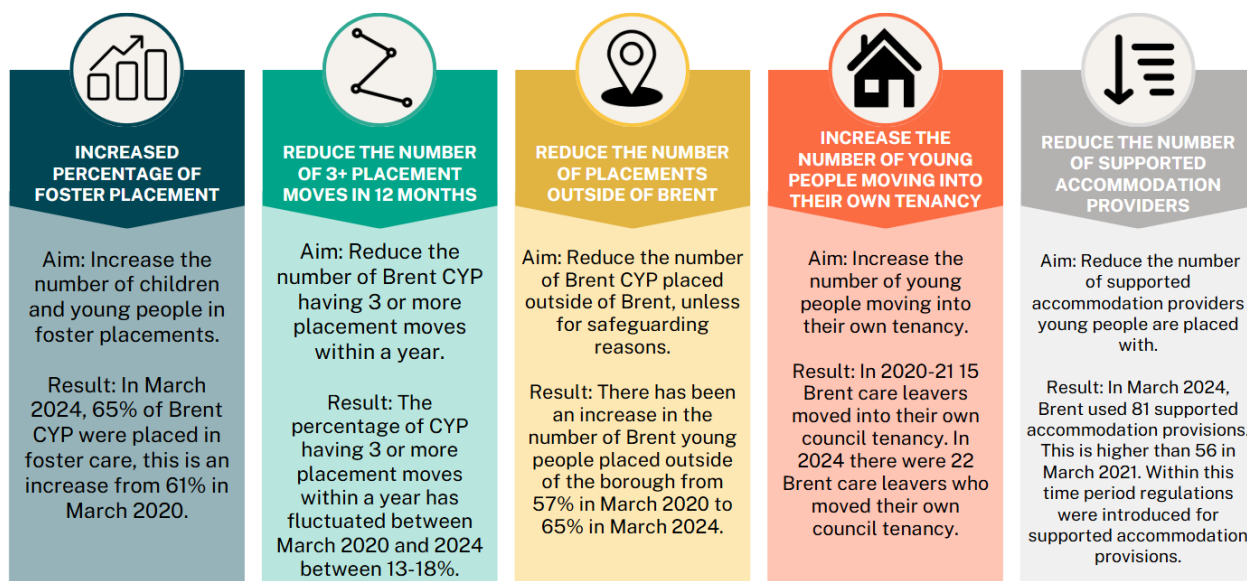 INCREASED
PERCENTAGE OF
FOSTER PLACEMENT
Aim: Increase the
number of children
and young people in
foster placements.
Result: In March
2024, 65% of Brent
CYP were placed in
foster care, this is an
increase from 61% in
March 2020.
REDUCE THE NUMBER
OF 3+ PLACEMENT
MOVES IN 12 MONTHS
Aim: Reduce the
number of Brent CYP
having 3 or more
placement moves
within a year.
Result: The
percentage of CYP
having 3 or more
placement moves
within a year has
fluctuated between
March 2020 and 2024
between 13-18%.
REDUCE THE NUMBER
OF PLACEMENTS
OUTSIDE OF BRENT
Aim: Reduce the number
of Brent CYP placed
outside of Brent, unless
for safeguarding
reasons.
Result: There has been
an increase in the
number of Brent young
people placed outside
of the borough from
57% in March 2020 to
65% in March 2024.
INCREASE THE
NUMBER OF YOUNG
PEOPLE MOVING INTO
THEIR OWN TENANCY
Aim: Increase the
number of young
people moving into
their own tenancy.
Result: In 2020-21 15
Brent care leavers
moved into their own
council tenancy. In
2024 there were 22
Brent care leavers who
moved their own
council tenancy.
REDUCE THE NUMBER
OF SUPPORTED
ACCOMMODATION
PROVIDERS
Aim: Reduce the number
of supported
accommodation providers
young people are placed
with.
Result: In March 2024,
Brent used 81 supported
accommodation provisions.
This is higher than 56 in
March 2021. Within this
time period regulations
were introduced for
supported accommodation
provisions.